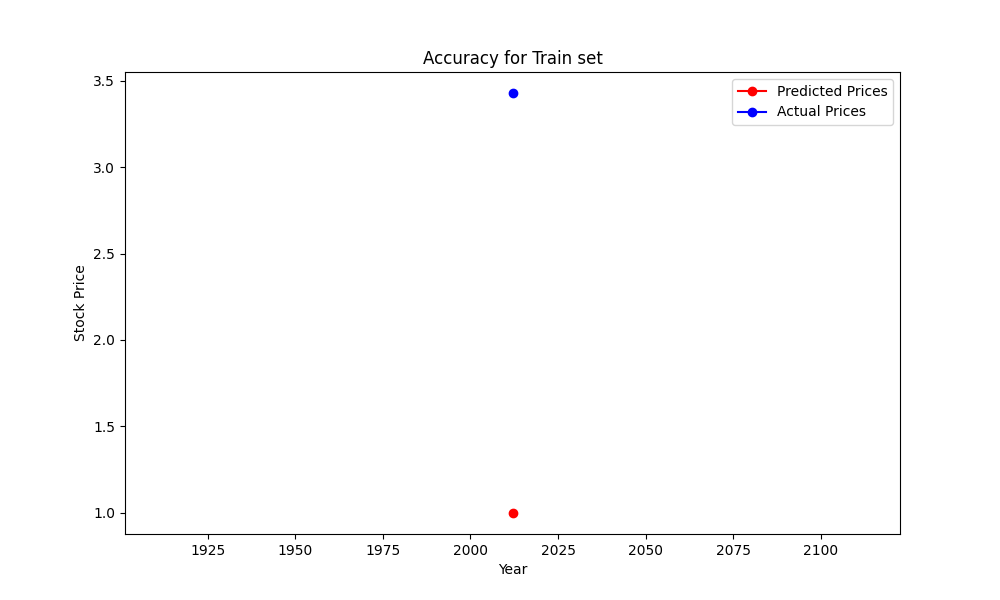 Accuracy for Train set
3.5
3.0
2.5
2.0
1.5
1.0
Stock Price
Predicted Prices
Actual Prices
1925 1950 1975 2000 2025 2050 2075 2100
Year